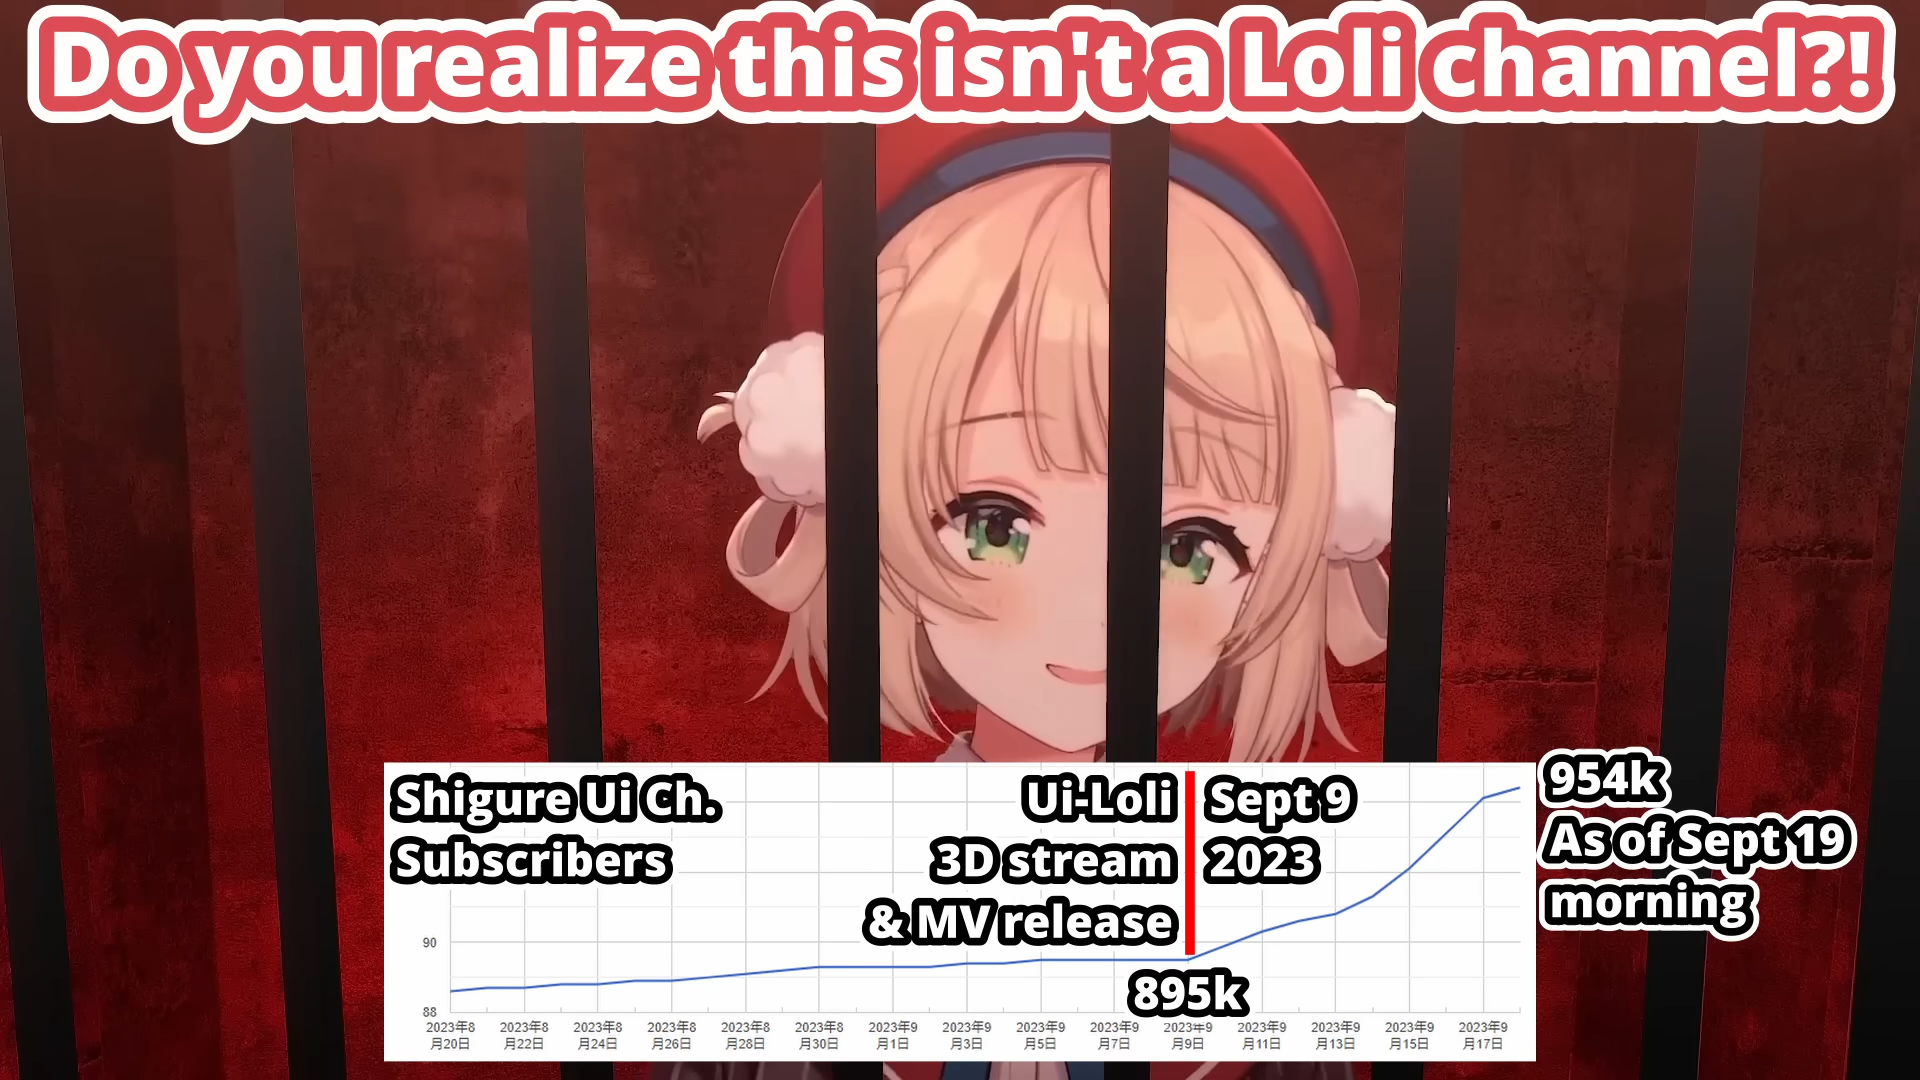 Do you realize this isn't a Loli channel?!
Shigure Ui Ch.
Subscribers
Ui-Loli
3D stream
& MV release
Sept 9
2023
954k
As of Sept 19
morning
895k
90
88
2023年8月20日
2023年8月22日
2023年8月24日
2023年8月26日
2023年8月28日
2023年8月30日
2023年9月1日
2023年9月3日
2023年9月5日
2023年9月7日
2023年9月9日
2023年9月11日
2023年9月13日
2023年9月15日
2023年9月17日